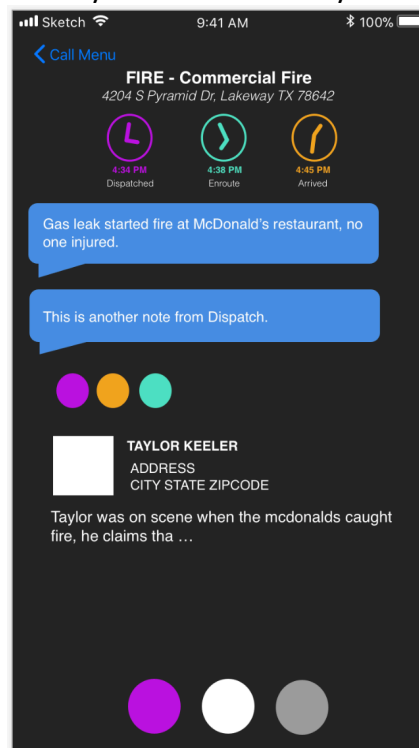 Sketch
9:41 AM
100%
Call Menu
FIRE - Commercial Fire
4204 S Pyramid Dr, Lakeway TX 78642
4:34 PM
4:38 PM
4:45 PM
Dispatched
Enroute
Arrived
Gas leak started fire at McDonald's restaurant, no
one injured.
This is another note from Dispatch.
TAYLOR KEELER
ADDRESS
CITY STATE ZIPCODE
Taylor was on scene when the mcdonalds caught
fire, he claims tha ...